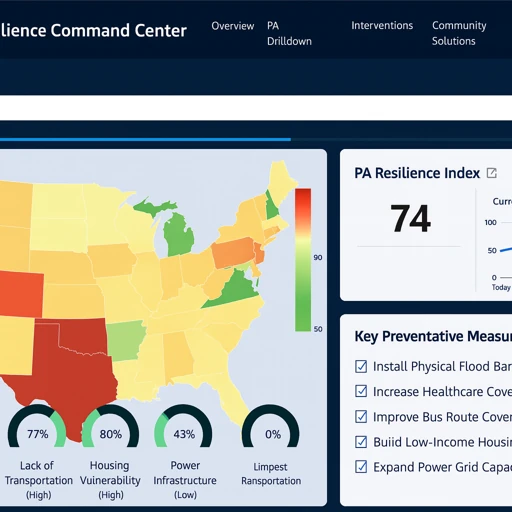 lience Command Center
Overview
PA
Drilldown
Interventions
Community
Solutions
90
50
77%
80%
43%
0%
Lack of
Transportation
(High)
Housing
Vulnerability
(High)
Power
Infrastructure
(Low)
Limpest
Ransportation
PA Resilience Index
74
Curre
100
50
0
Today
Key Preventative Measur
Install Physical Flood Bar
Increase Healthcare Cove
Improve Bus Route Cover
Build Low-Income Housin
Expand Power Grid Capac